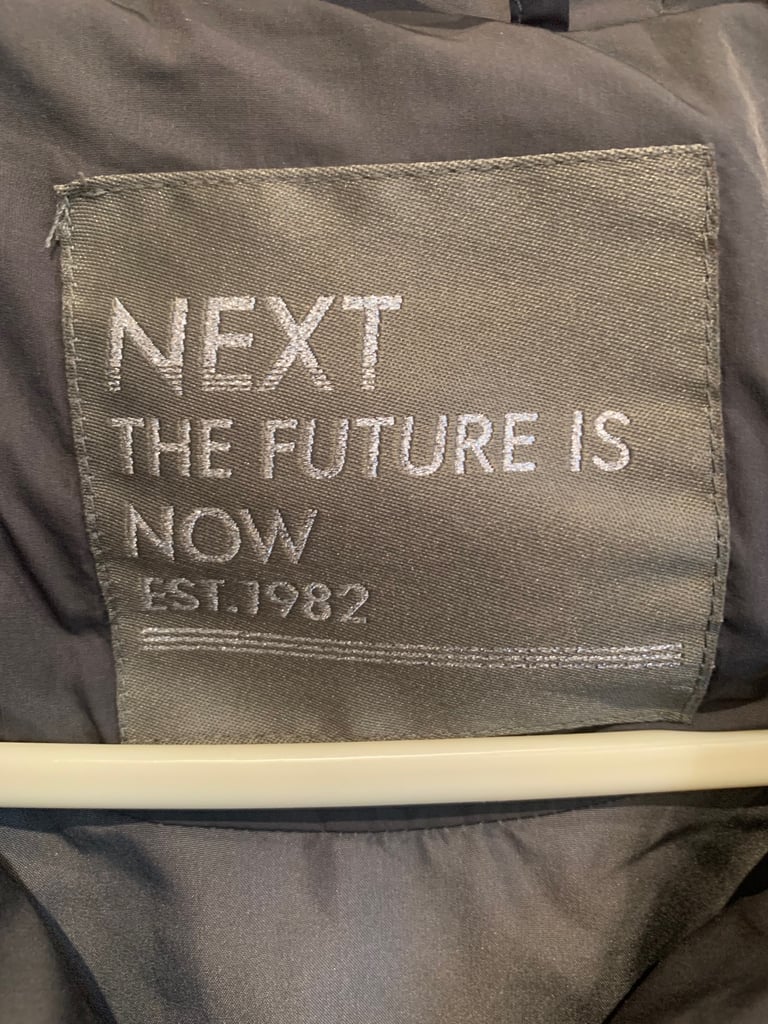 NEXT
THE FUTURE IS
NOW
EST.1982